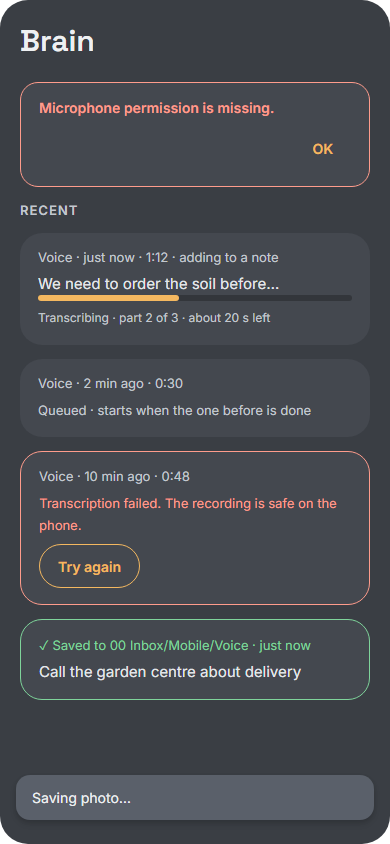 Brain
Microphone permission is missing.
OK
RECENT
Voice · just now · 1:12 · adding to a note
We need to order the soil before...
Transcribing · part 2 of 3 · about 20 s left
Voice · 2 min ago · 0:30
Queued · starts when the one before is done
Voice · 10 min ago · 0:48
Transcription failed. The recording is safe on the
phone.
Try again
✓ Saved to 00 Inbox/Mobile/Voice · just now
Call the garden centre about delivery
Saving photo...